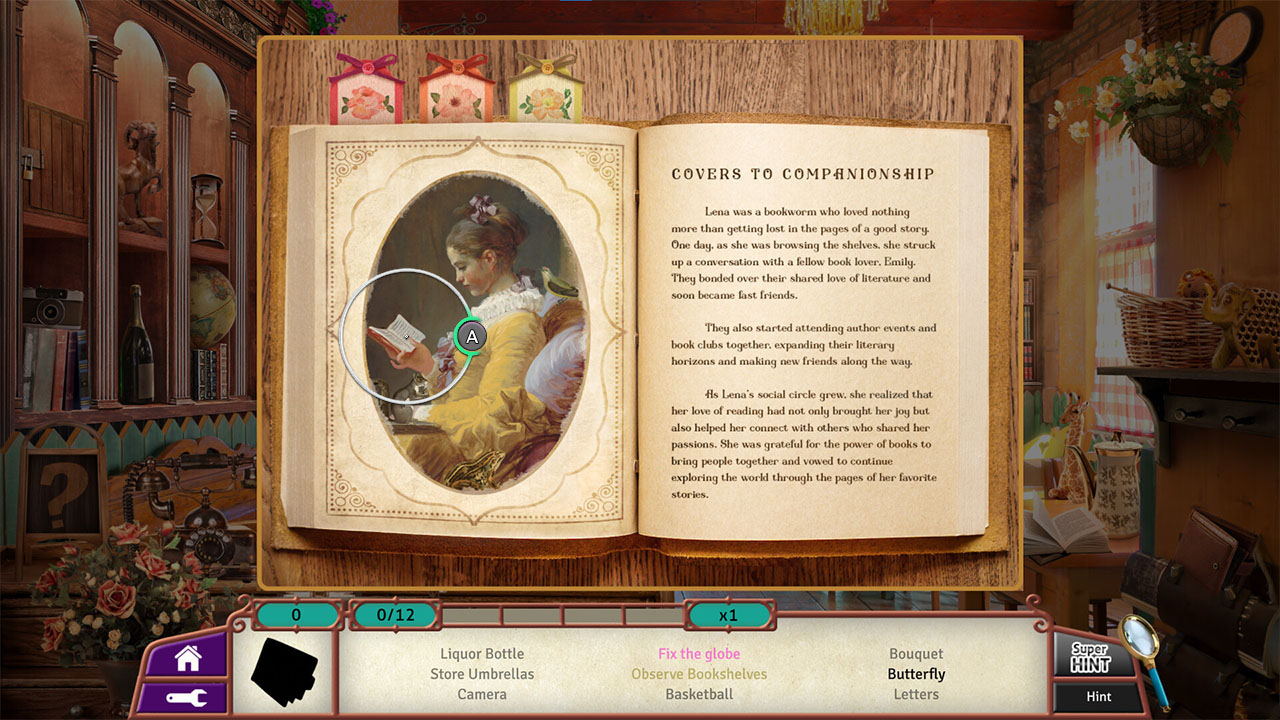 COVERS TO COMPANIONSHIP
Lena was a bookworm who loved nothing
more than getting lost in the pages of a good story.
One day, as she was browsing the shelves, she struck
up a conversation with a fellow book lover, Emily.
They bonded over their shared love of literature and
soon became fast friends.
They also started attending author events and
book clubs together, expanding their literary
horizons and making new friends along the way.
As Lena's social circle grew, she realized that
her love of reading had not only brought her joy but
also helped her connect with others who shared her
passions. She was grateful for the power of books to
bring people together and vowed to continue
exploring the world through the pages of her favorite
stories.
A
?
0
0/12
x1
Liquor Bottle
Store Umbrellas
Camera
Fix the globe
Observe Bookshelves
Basketball
Bouquet
Butterfly
Letters
Super
HINT
Hint